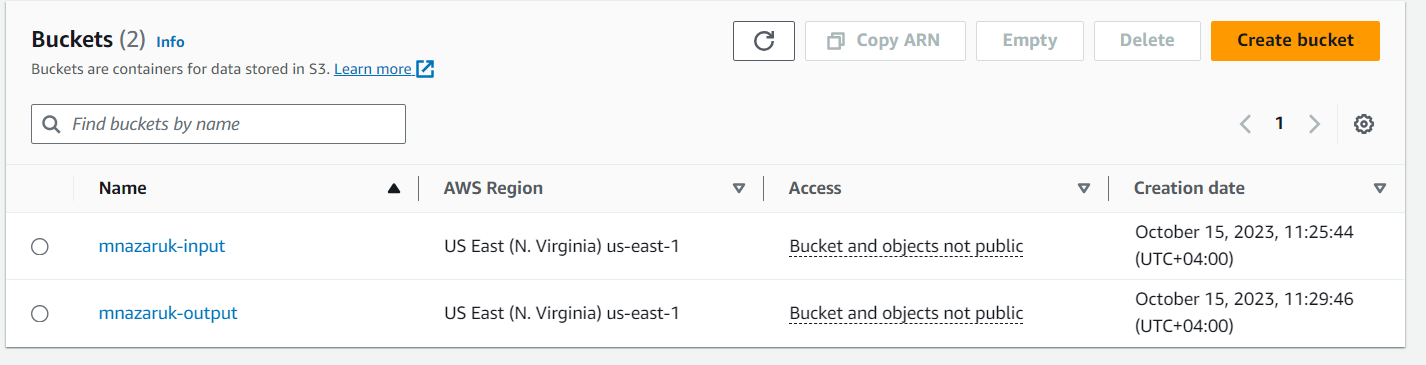 Buckets (2) Info
Copy ARN
Empty
Delete
Create bucket
Buckets are containers for data stored in S3. Learn more
Find buckets by name
1
Name
AWS Region
Access
Creation date
mnazaruk-input
US East (N. Virginia) us-east-1
Bucket and objects not public
October 15, 2023, 11:25:44
(UTC+04:00)
mnazaruk-output
US East (N. Virginia) us-east-1
Bucket and objects not public
October 15, 2023, 11:29:46
(UTC+04:00)